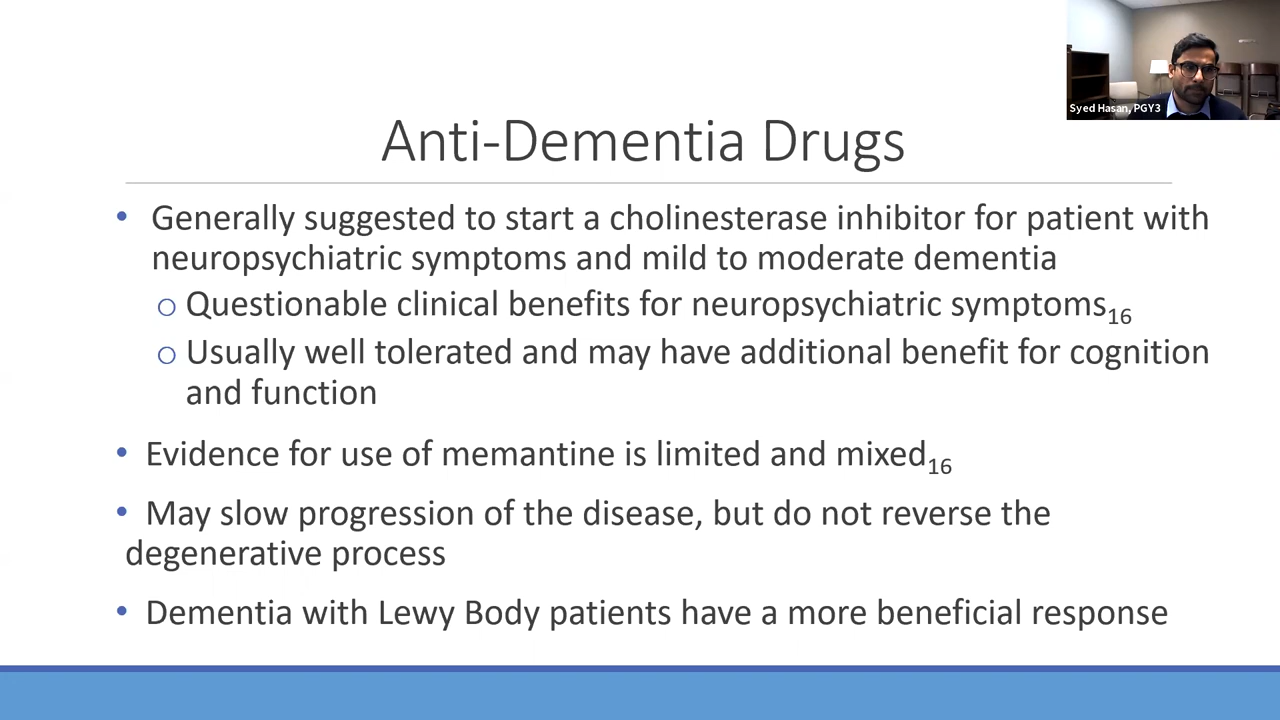 Syed Hasan, PGY3
Anti-Dementia Drugs
• Generally suggested to start a cholinesterase inhibitor for patient with
neuropsychiatric symptoms and mild to moderate dementia
o Questionable clinical benefits for neuropsychiatric symptoms16
o Usually well tolerated and may have additional benefit for cognition
and function
• Evidence for use of memantine is limited and mixed16
• May slow progression of the disease, but do not reverse the
degenerative process
• Dementia with Lewy Body patients have a more beneficial response